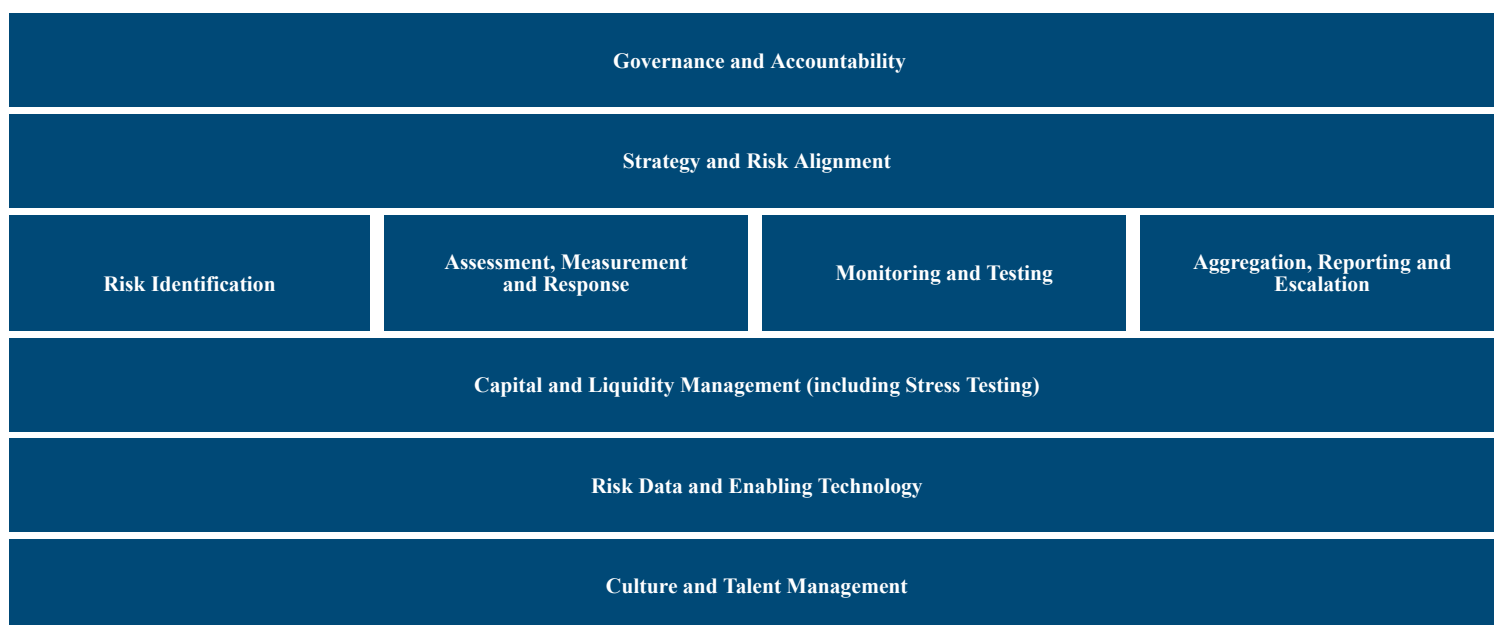 Governance and Accountability
Strategy and Risk Alignment
Risk Identification
Assessment, Measurement
and Response
Monitoring and Testing
Aggregation, Reporting and
Escalation
Capital and Liquidity Management (including Stress Testing)
Risk Data and Enabling Technology
Culture and Talent Management